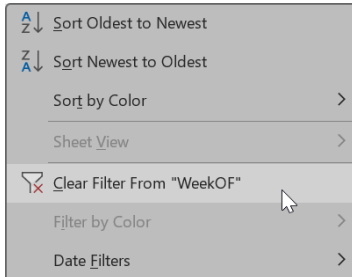 Sort Oldest to Newest
Sort Newest to Oldest
Sort by Color
Sheet View
Clear Filter From "WeekOF"
Filter by Color
Date Filters